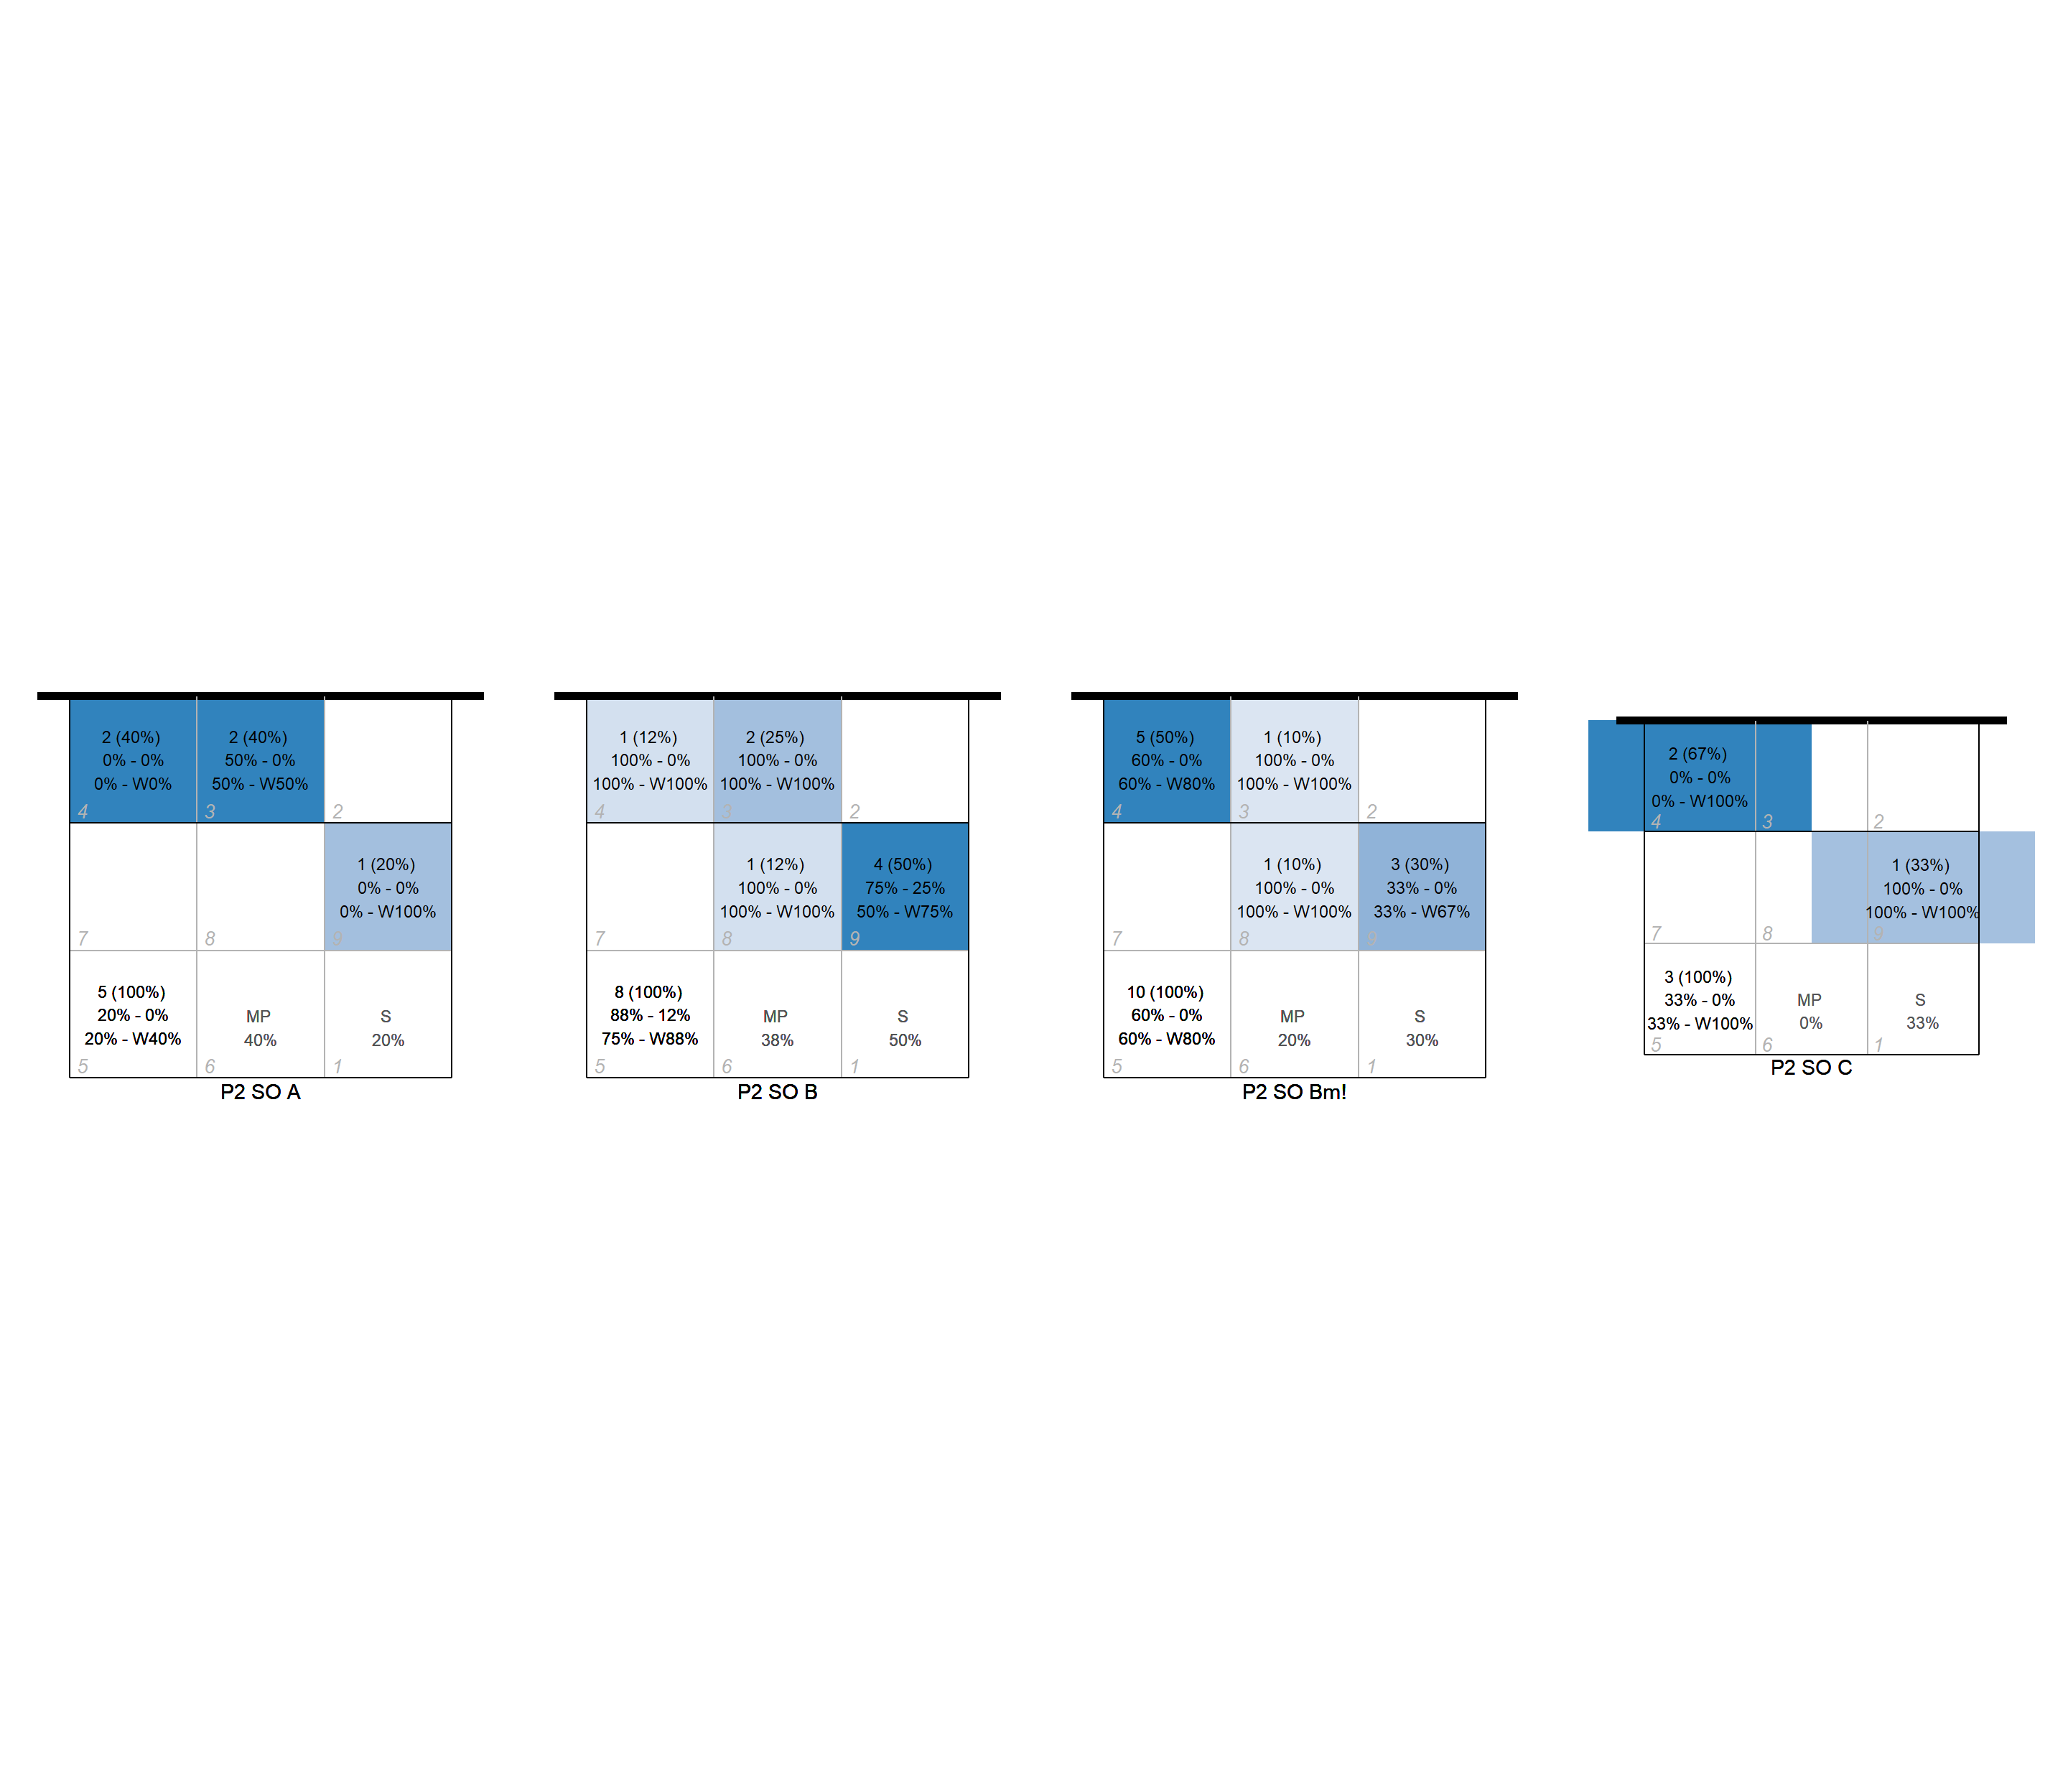 2 (40%)
0% - 0%
0% - W0%
4
2 (40%)
50% - 0%
50% - W50%
3
2
7
8
1 (20%)
0% - 0%
0% - W100%
9
5 (100%)
20% - 0%
20% - W40%
5
MP
40%
6
S
20%
1
P2 SO A
1 (12%)
100% - 0%
100% - W100%
4
2 (25%)
100% - 0%
100% - W100%
3
2
7
1 (12%)
100% - 0%
100% - W100%
8
4 (50%)
75% - 25%
50% - W75%
9
8 (100%)
88% - 12%
75% - W88%
5
MP
38%
6
S
50%
1
P2 SO B
5 (50%)
60% - 0%
60% - W80%
4
1 (10%)
100% - 0%
100% - W100%
3
2
7
1 (10%)
100% - 0%
100% - W100%
8
3 (30%)
33% - 0%
33% - W67%
9
10 (100%)
60% - 0%
60% - W80%
5
MP
20%
6
S
30%
1
P2 SO Bm!
2 (67%)
0% - 0%
0% - W100%
4
3
2
7
8
1 (33%)
100% - 0%
100% - W100%
9
3 (100%)
33% - 0%
33% - W100%
5
MP
0%
6
S
33%
1
P2 SO C